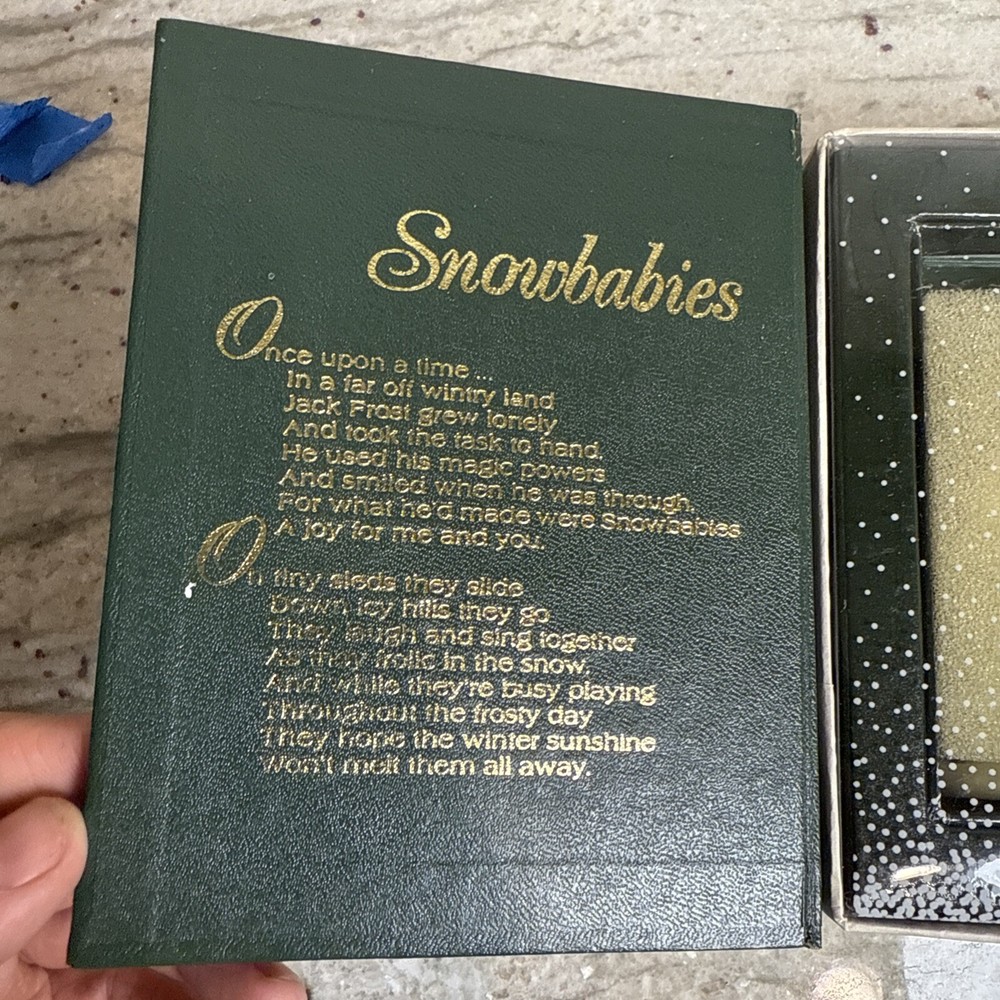 Snowbabies
Once upon a time...
In a far off wintry land
Jack Frost grew lonely
And took the task to hand.
He used his magic powers
And smiled when he was through.
For what he'd made were Snowbabies
A joy for me and you.
On tiny sleds they slide
Down icy hills they go
They laugh and sing together
As they frolic in the snow,
And while they're busy playing
Throughout the frosty day
They hope the winter sunshine
Won't melt them all away.